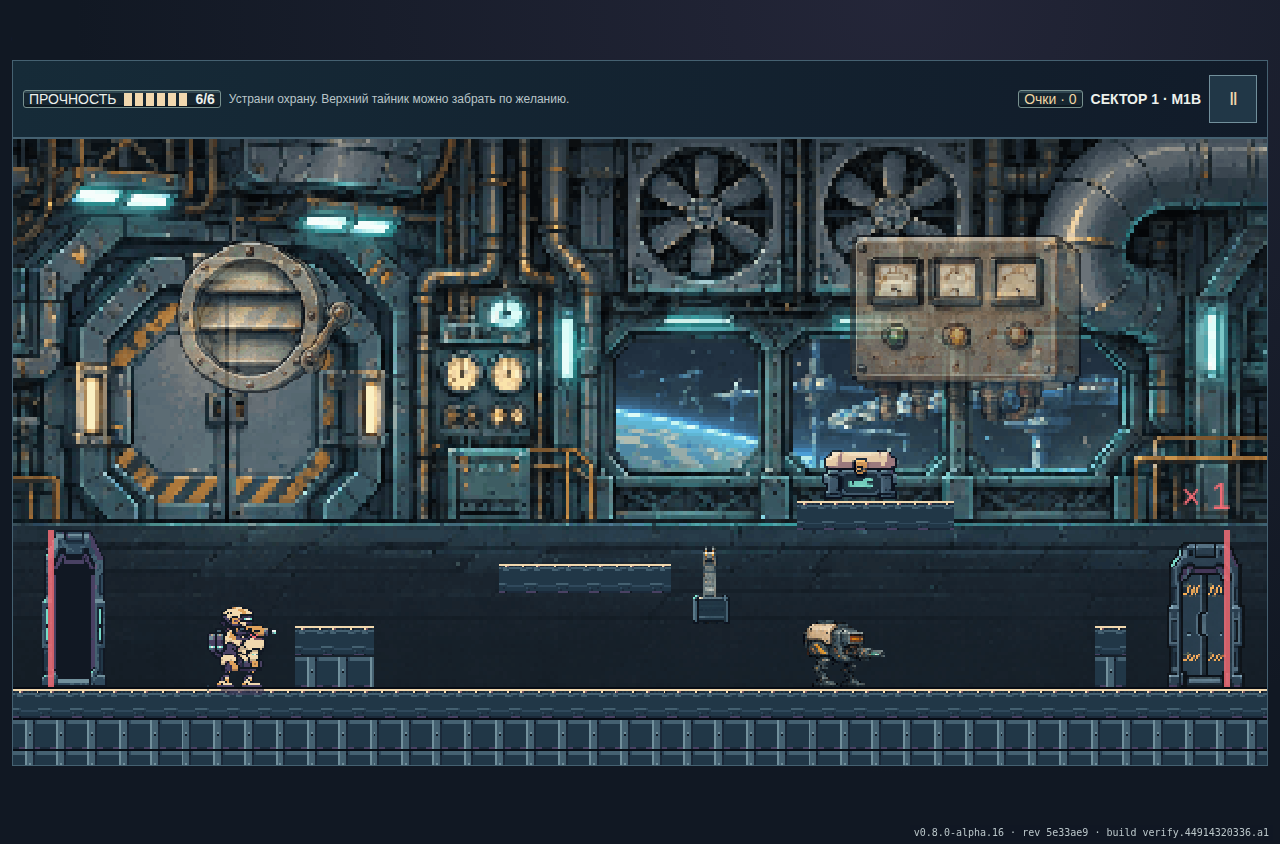 ПРОЧНОСТЬ 6/6 Устрани охрану. Верхний тайник можно забрать по желанию. Очки · 0 СЕКТОР 1 · М1В II
× 1
v0.8.0-alpha.16 · rev 5e33ae9 · build verify.44914320336.a1